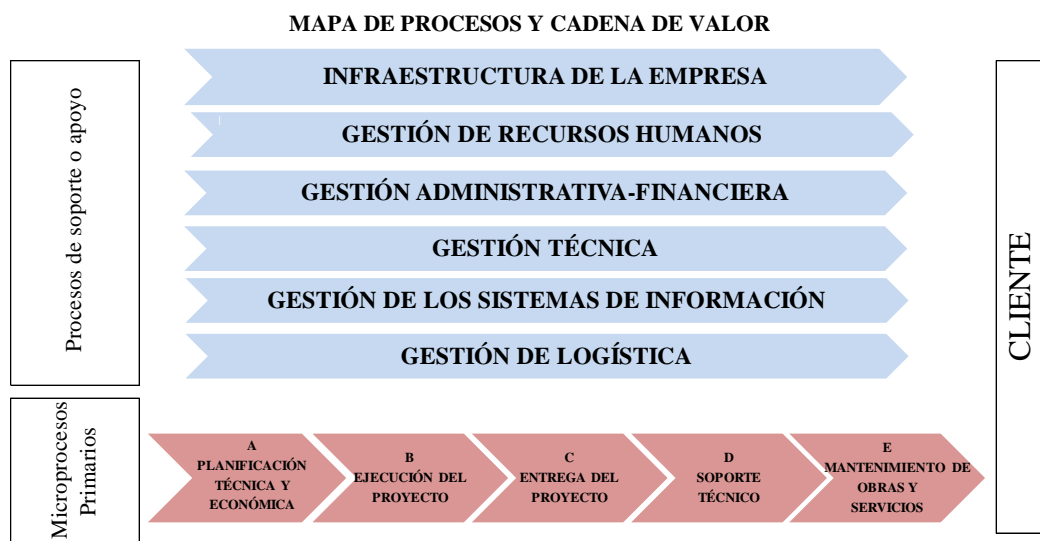 MAPA DE PROCESOS Y CADENA DE VALOR
Procesos de soporte o apoyo
INFRAESTRUCTURA DE LA EMPRESA
GESTIÓN DE RECURSOS HUMANOS
GESTIÓN ADMINISTRATIVA-FINANCIERA
GESTIÓN TÉCNICA
GESTIÓN DE LOS SISTEMAS DE INFORMACIÓN
GESTIÓN DE LOGÍSTICA
CLIENTE
Microprocesos
Primarios
A
PLANIFICACIÓN
TÉCNICA Y
ECONÓMICA
B
EJECUCIÓN DEL
PROYECTO
C
ENTREGA DEL
PROYECTO
D
SOPORTE
TÉCNICO
E
MANTENIMIENTO DE
OBRAS Y
SERVICIOS